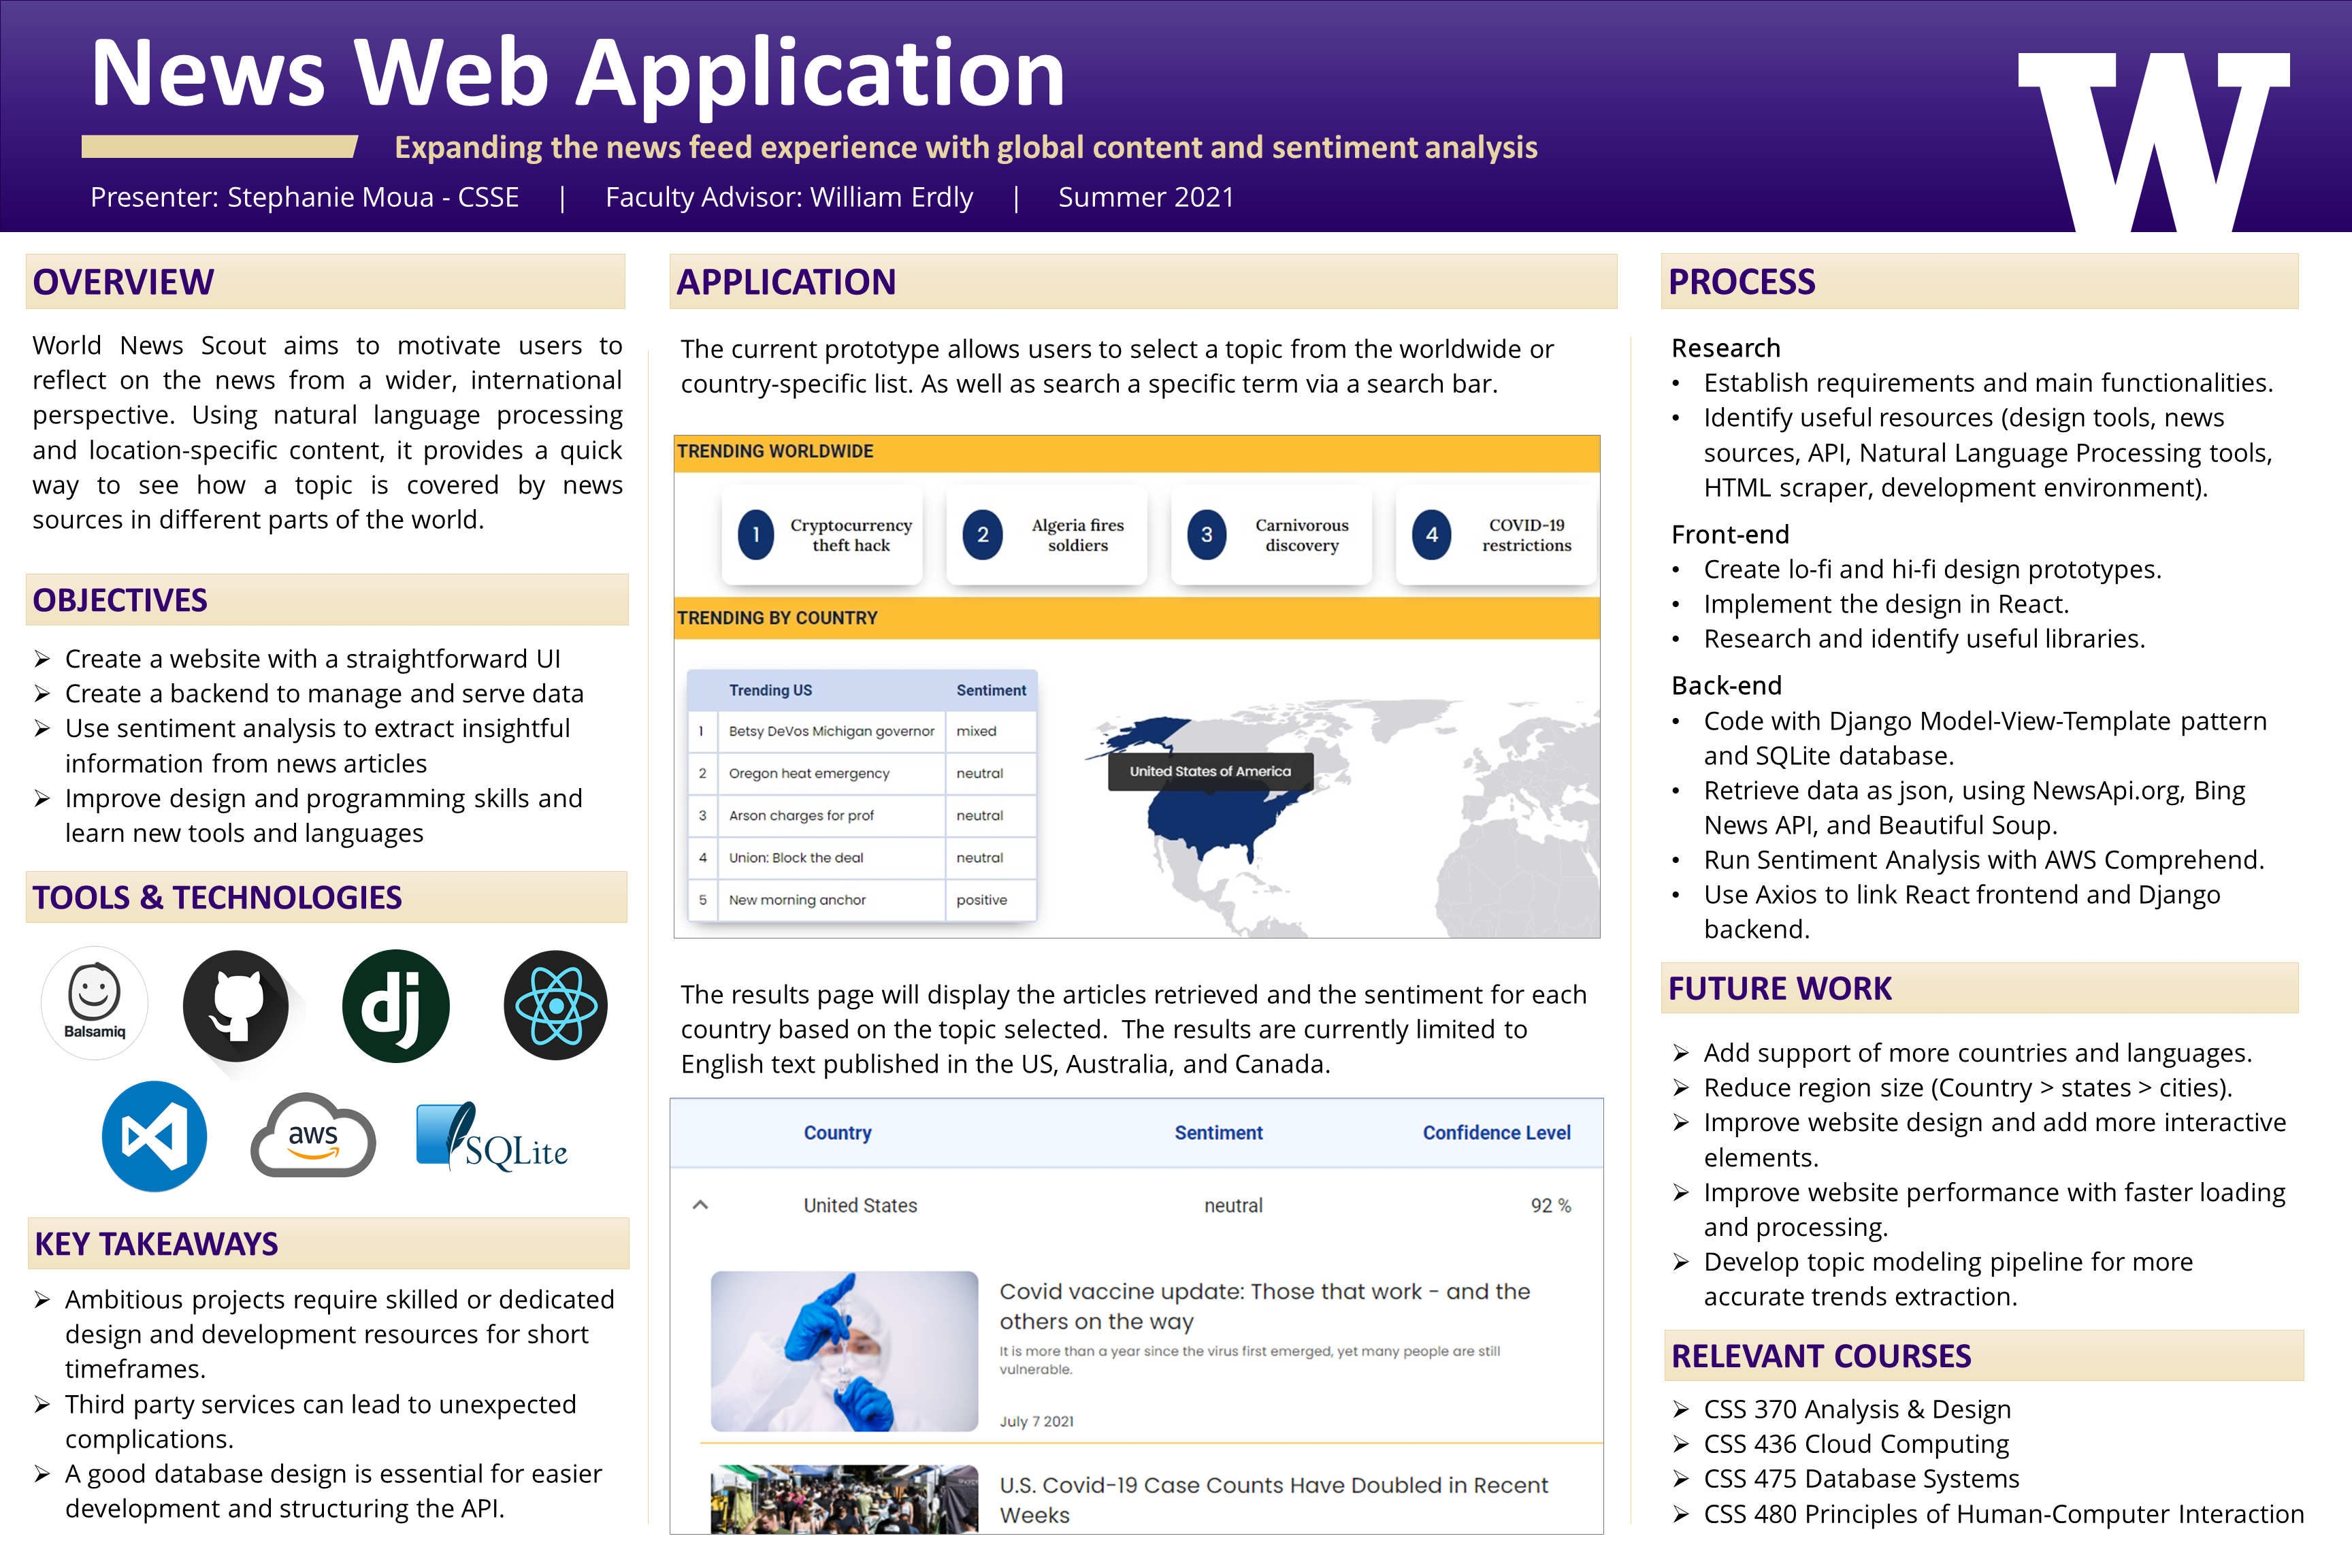 News Web Application
Expanding the news feed experience with global content and sentiment analysis
Presenter: Stephanie Moua - CSSE | Faculty Advisor: William Erdly | Summer 2021
W
OVERVIEW
World News Scout aims to motivate users to
reflect on the news from a wider, international
perspective. Using natural language processing
and location-specific content, it provides a quick
way to see how a topic is covered by news
sources in different parts of the world.
OBJECTIVES
➢ Create a website with a straightforward UI
➢ Create a backend to manage and serve data
➢ Use sentiment analysis to extract insightful
information from news articles
➢ Improve design and programming skills and
learn new tools and languages
TOOLS & TECHNOLOGIES
Balsamiq
dj
aws
SQLite
KEY TAKEAWAYS
➢ Ambitious projects require skilled or dedicated
design and development resources for short
timeframes.
➢ Third party services can lead to unexpected
complications.
➢ A good database design is essential for easier
development and structuring the API.
APPLICATION
The current prototype allows users to select a topic from the worldwide or
country-specific list. As well as search a specific term via a search bar.
TRENDING WORLDWIDE
1 Cryptocurrency
theft hack
2 Algeria fires
soldiers
3 Carnivorous
discovery
4 COVID-19
restrictions
TRENDING BY COUNTRY
Trending US Sentiment
1 Betsy DeVos Michigan governor mixed
2 Oregon heat emergency neutral
3 Arson charges for prof neutral
4 Union: Block the deal neutral
5 New morning anchor positive
United States of America
The results page will display the articles retrieved and the sentiment for each
country based on the topic selected. The results are currently limited to
English text published in the US, Australia, and Canada.
Country Sentiment Confidence Level
United States neutral 92 %
Covid vaccine update: Those that work - and the
others on the way
It is more than a year since the virus first emerged, yet many people are still
vulnerable.
July 7 2021
U.S. Covid-19 Case Counts Have Doubled in Recent
Weeks
PROCESS
Research
• Establish requirements and main functionalities.
• Identify useful resources (design tools, news
sources, API, Natural Language Processing tools,
HTML scraper, development environment).
Front-end
• Create lo-fi and hi-fi design prototypes.
• Implement the design in React.
• Research and identify useful libraries.
Back-end
• Code with Django Model-View-Template pattern
and SQLite database.
• Retrieve data as json, using NewsApi.org, Bing
News API, and Beautiful Soup.
• Run Sentiment Analysis with AWS Comprehend.
• Use Axios to link React frontend and Django
backend.
FUTURE WORK
➢ Add support of more countries and languages.
➢ Reduce region size (Country > states > cities).
➢ Improve website design and add more interactive
elements.
➢ Improve website performance with faster loading
and processing.
➢ Develop topic modeling pipeline for more
accurate trends extraction.
RELEVANT COURSES
➢ CSS 370 Analysis & Design
➢ CSS 436 Cloud Computing
➢ CSS 475 Database Systems
➢ CSS 480 Principles of Human-Computer Interaction